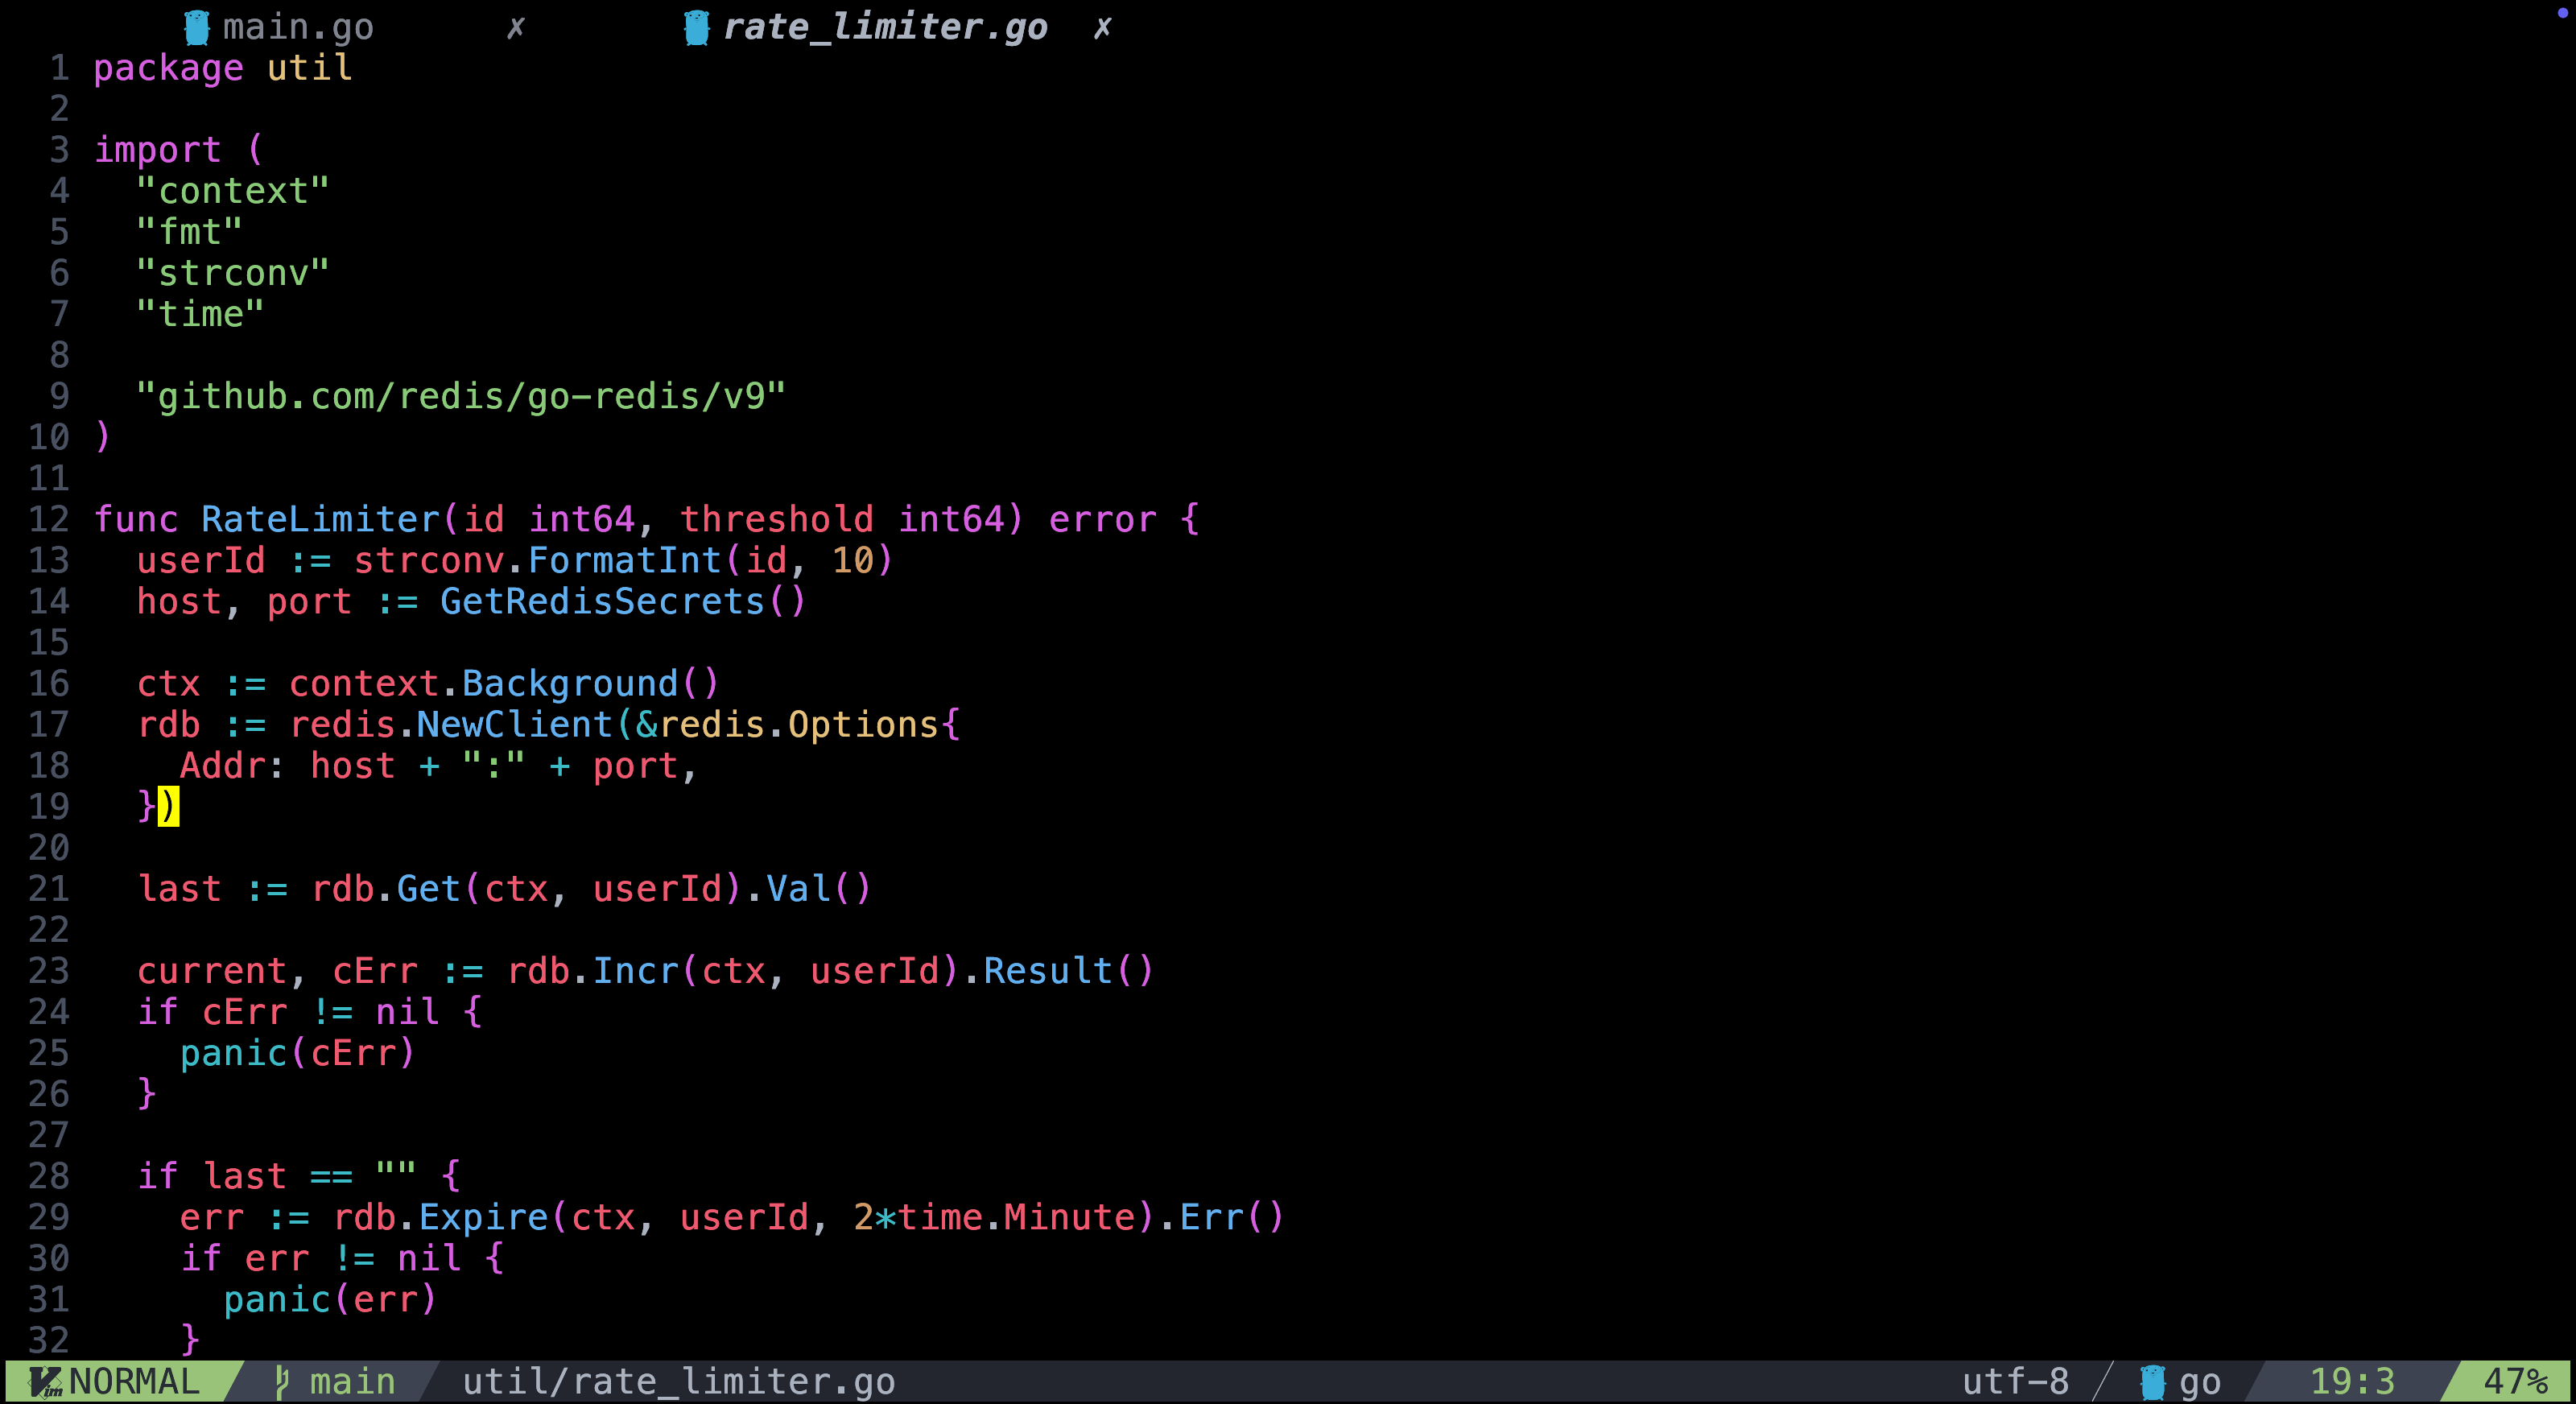 main.go ✗ rate_limiter.go ✗
1 package util
2
3 import (
4   "context"
5   "fmt"
6   "strconv"
7   "time"
8
9   "github.com/redis/go-redis/v9"
10 )
11
12 func RateLimiter(id int64, threshold int64) error {
13   userId := strconv.FormatInt(id, 10)
14   host, port := GetRedisSecrets()
15
16   ctx := context.Background()
17   rdb := redis.NewClient(&redis.Options{
18     Addr: host + ":" + port,
19   })
20
21   last := rdb.Get(ctx, userId).Val()
22
23   current, cErr := rdb.Incr(ctx, userId).Result()
24   if cErr != nil {
25     panic(cErr)
26   }
27
28   if last == "" {
29     err := rdb.Expire(ctx, userId, 2*time.Minute).Err()
30     if err != nil {
31       panic(err)
32     }
NORMAL main util/rate_limiter.go utf-8 go 19:3 47%